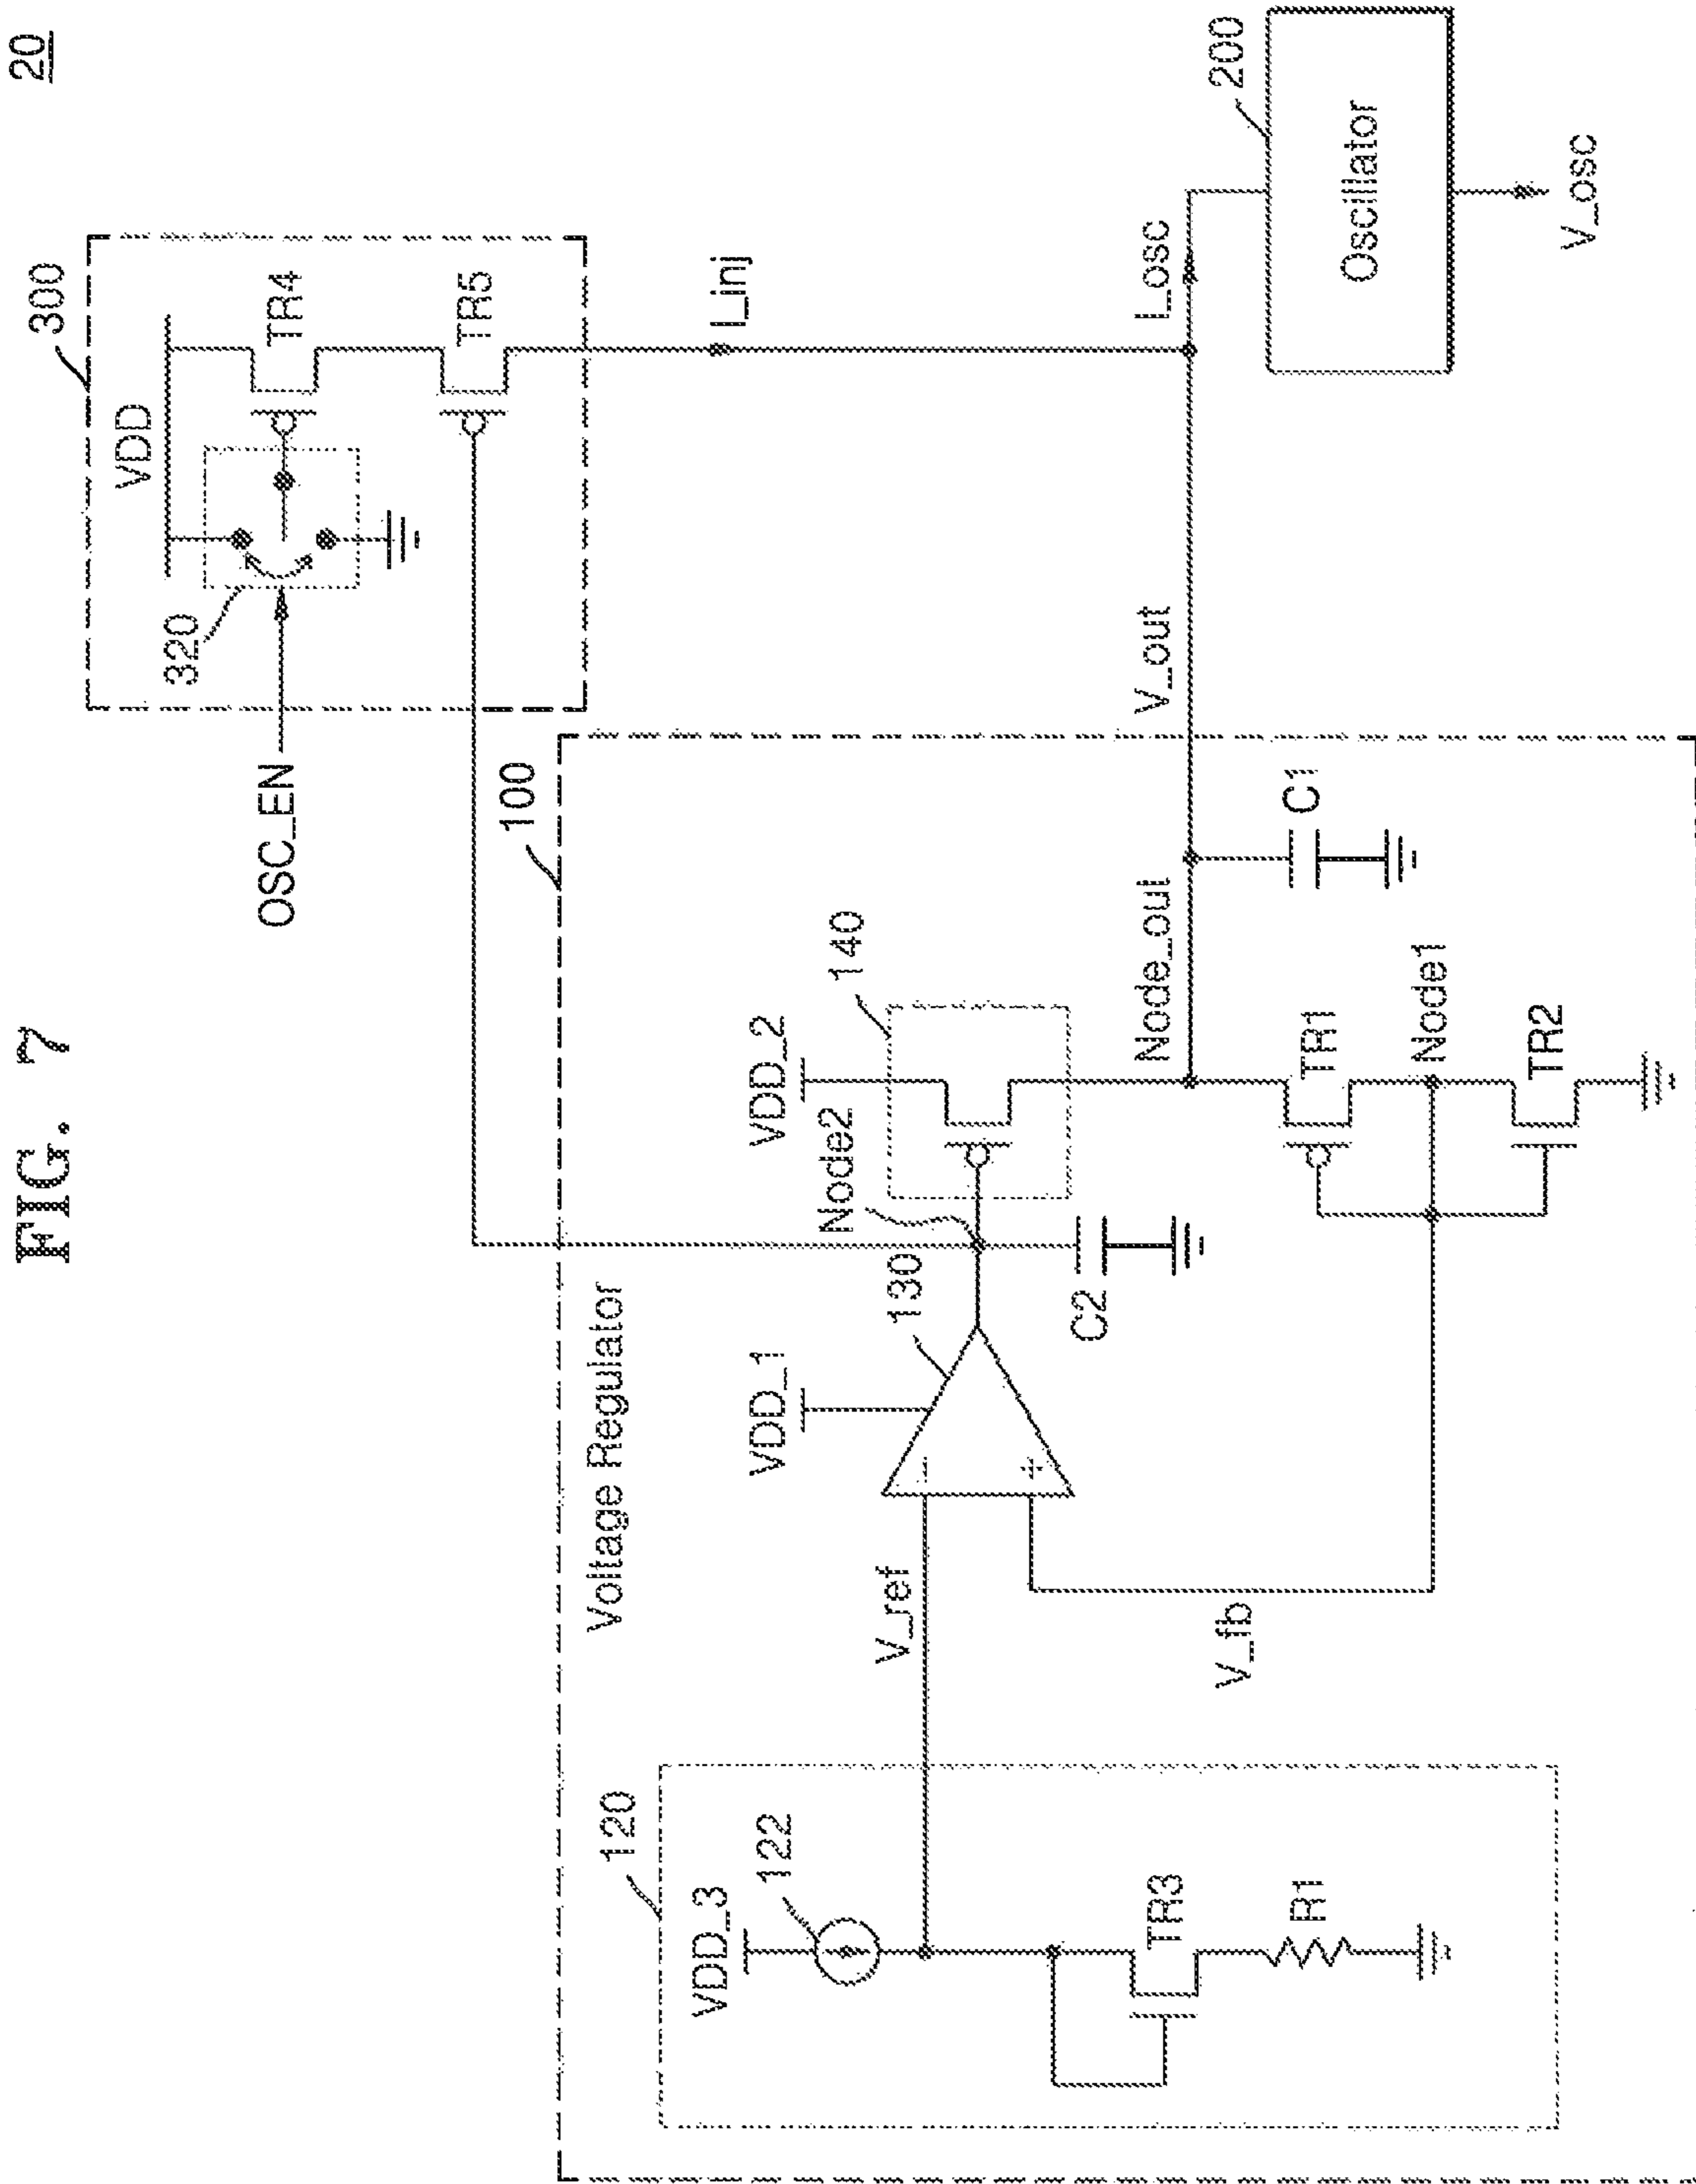 FIG. 7
20
300
VDD
TR4
TR5
320
OSC_EN
I_inj
100
Voltage Regulator
VDD_1
VDD_2
140
Node2
130
C2
Node_out
V_out
I_osc
200
Oscillator
V_osc
C1
TR1
Node1
TR2
V_ref
V_fb
-
+
120
VDD_3
122
TR3
R1